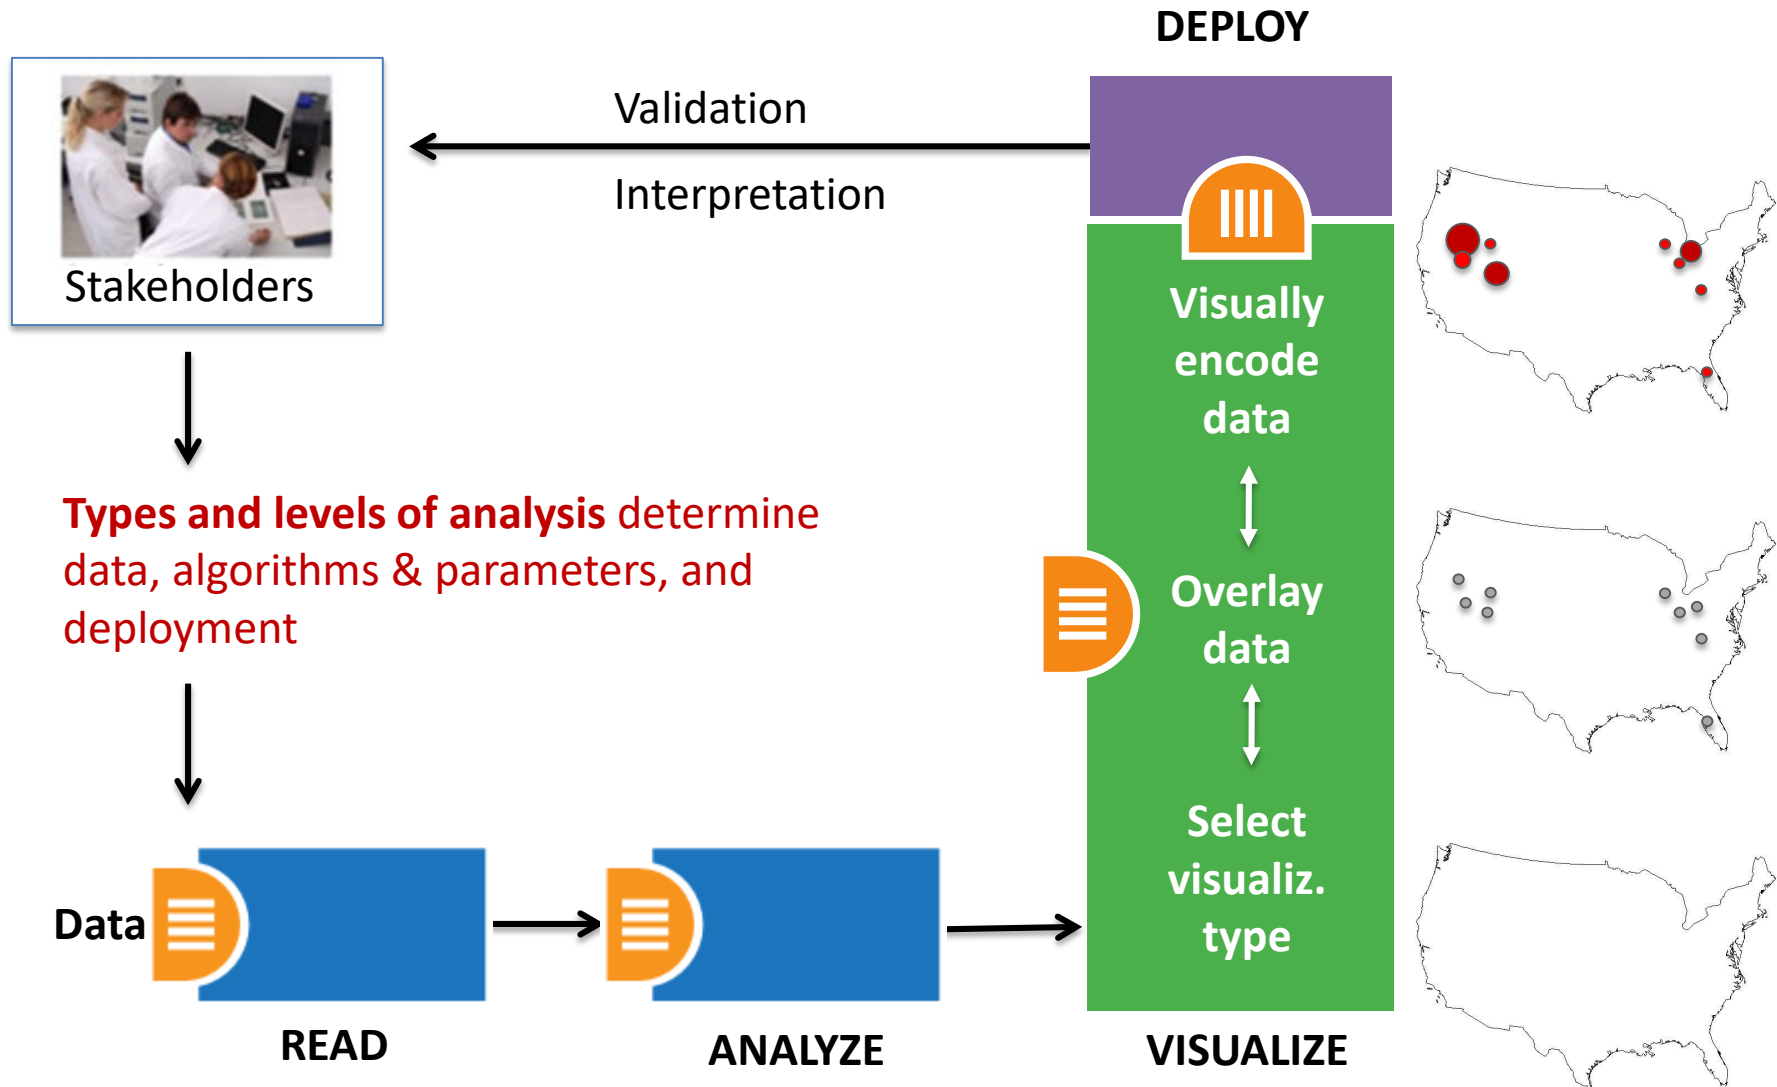 DEPLOY
Validation
Interpretation
Stakeholders
Types and levels of analysis determine
data, algorithms & parameters, and
deployment
Visually
encode
data
Overlay
data
Select
visualiz.
type
Data
READ
ANALYZE
VISUALIZE